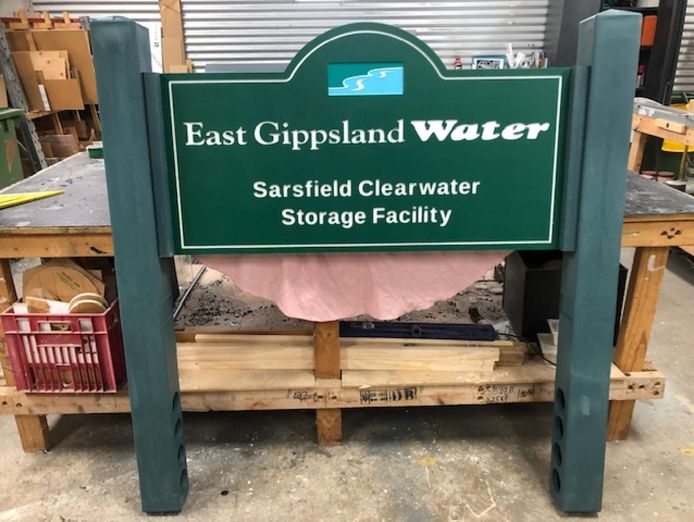 East Gippsland Water
Sarsfield Clearwater
Storage Facility